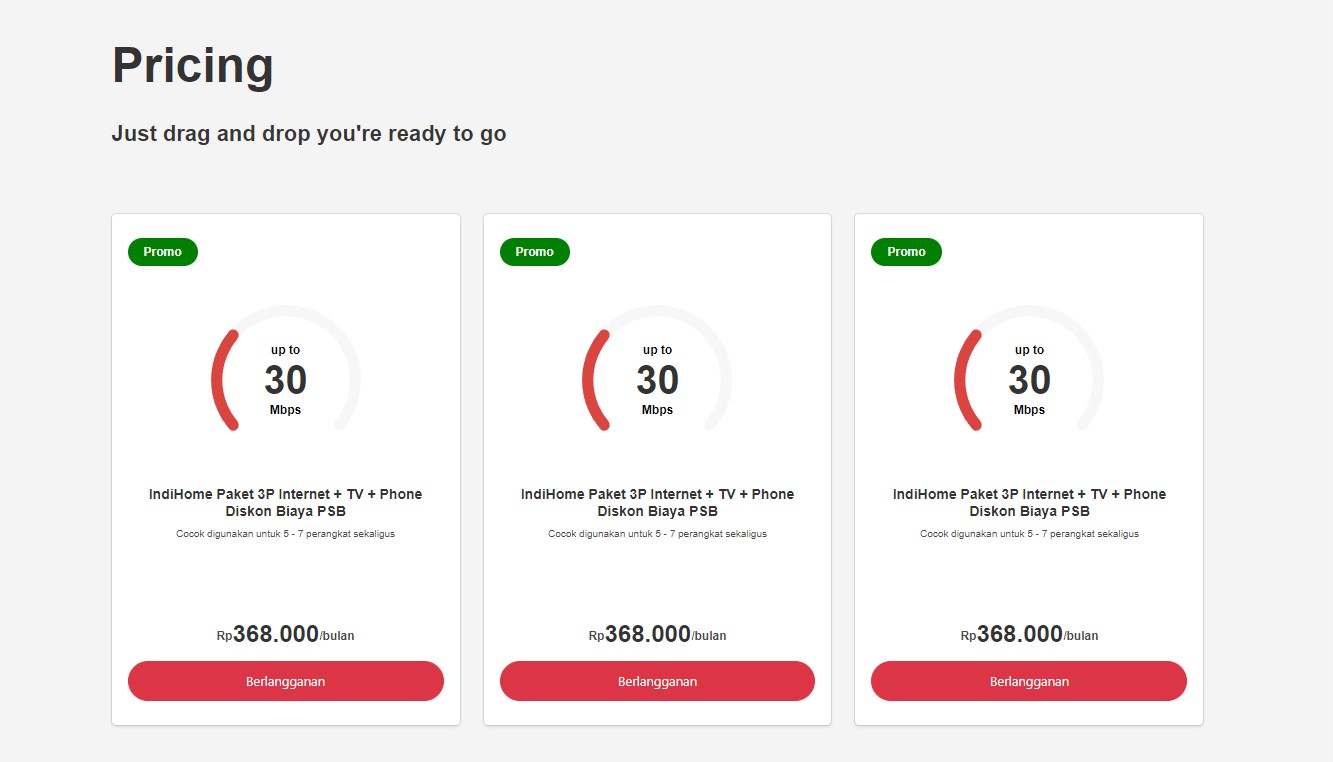 Pricing
Just drag and drop you're ready to go
Promo
up to
30
Mbps
IndiHome Paket 3P Internet + TV + Phone
Diskon Biaya PSB
Cocok digunakan untuk 5 - 7 perangkat sekaligus
Rp368.000/bulan
Berlangganan
Promo
up to
30
Mbps
IndiHome Paket 3P Internet + TV + Phone
Diskon Biaya PSB
Cocok digunakan untuk 5 - 7 perangkat sekaligus
Rp368.000/bulan
Berlangganan
Promo
up to
30
Mbps
IndiHome Paket 3P Internet + TV + Phone
Diskon Biaya PSB
Cocok digunakan untuk 5 - 7 perangkat sekaligus
Rp368.000/bulan
Berlangganan